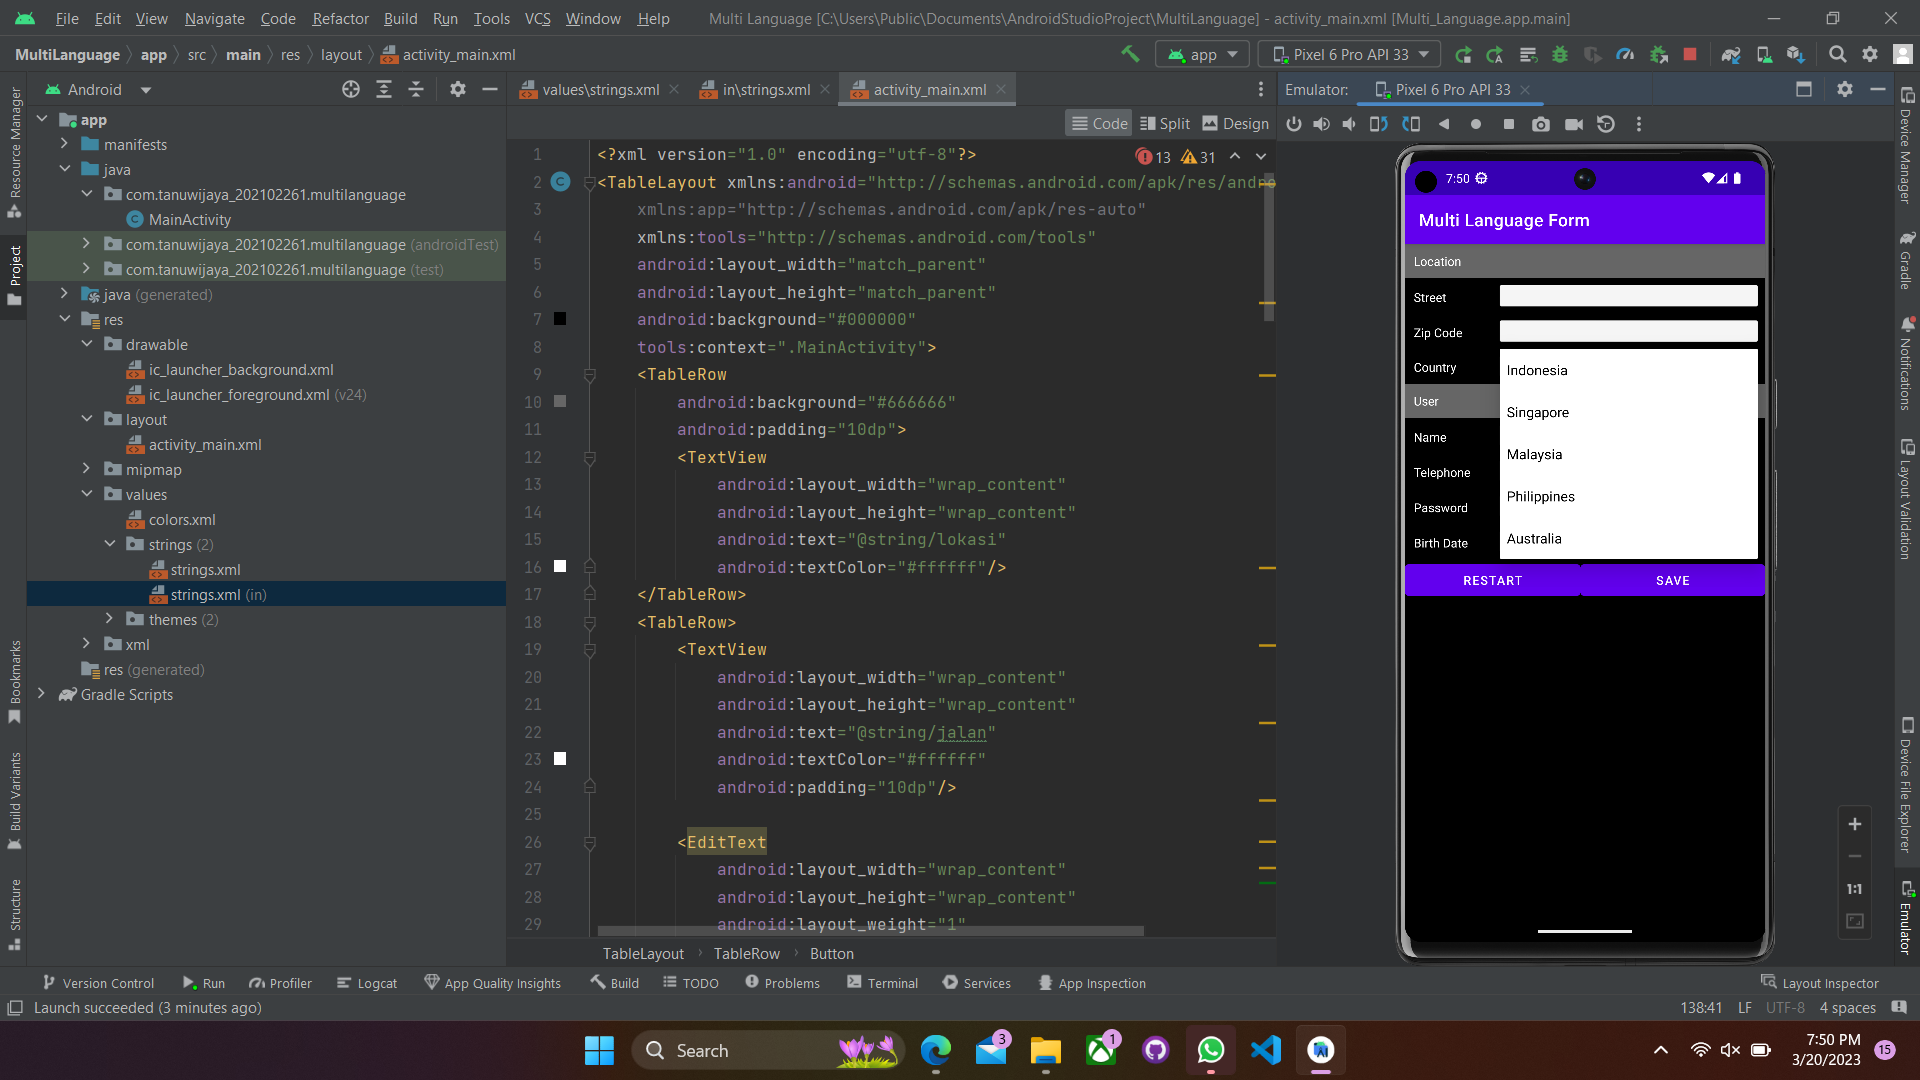 File Edit View Navigate Code Refactor Build Run Tools VCS Window Help Multi Language [C:\Users\Public\Documents\AndroidStudioProject\MultiLanguage] - activity_main.xml [Multi_Language.app.main]
MultiLanguage app src main res layout activity_main.xml
app
Pixel 6 Pro API 33
Resource Manager
Project
Bookmarks
Build Variants
Structure
Android
app
manifests
java
com.tanuwijaya_202102261.multilanguage
MainActivity
com.tanuwijaya_202102261.multilanguage (androidTest)
com.tanuwijaya_202102261.multilanguage (test)
java (generated)
res
drawable
ic_launcher_background.xml
ic_launcher_foreground.xml (v24)
layout
activity_main.xml
mipmap
values
colors.xml
strings (2)
strings.xml
strings.xml (in)
themes (2)
xml
res (generated)
Gradle Scripts
values\strings.xml
in\strings.xml
activity_main.xml
Code Split Design
13 31
1 <?xml version="1.0" encoding="utf-8"?>
2 <TableLayout xmlns:android="http://schemas.android.com/apk/res/andro
3 xmlns:app="http://schemas.android.com/apk/res-auto"
4 xmlns:tools="http://schemas.android.com/tools"
5 android:layout_width="match_parent"
6 android:layout_height="match_parent"
7 android:background="#000000"
8 tools:context=".MainActivity">
9 <TableRow
10 android:background="#666666"
11 android:padding="10dp">
12 <TextView
13 android:layout_width="wrap_content"
14 android:layout_height="wrap_content"
15 android:text="@string/lokasi"
16 android:textColor="#ffffff"/>
17 </TableRow>
18 <TableRow>
19 <TextView
20 android:layout_width="wrap_content"
21 android:layout_height="wrap_content"
22 android:text="@string/jalan"
23 android:textColor="#ffffff"
24 android:padding="10dp"/>
25
26 <EditText
27 android:layout_width="wrap_content"
28 android:layout_height="wrap_content"
29 android:layout_weight="1"
TableLayout TableRow Button
Emulator: Pixel 6 Pro API 33
7:50
Multi Language Form
Location
Street
Zip Code
Country
User
Name
Telephone
Password
Birth Date
Indonesia
Singapore
Malaysia
Philippines
Australia
RESTART SAVE
1:1
Device Manager
Gradle
Notifications
Layout Validation
Device File Explorer
Emulator
Version Control Run Profiler Logcat App Quality Insights Build TODO Problems Terminal Services App Inspection Layout Inspector
Launch succeeded (3 minutes ago) 138:41 LF UTF-8 4 spaces
Search
3
1
7:50 PM
3/20/2023
15